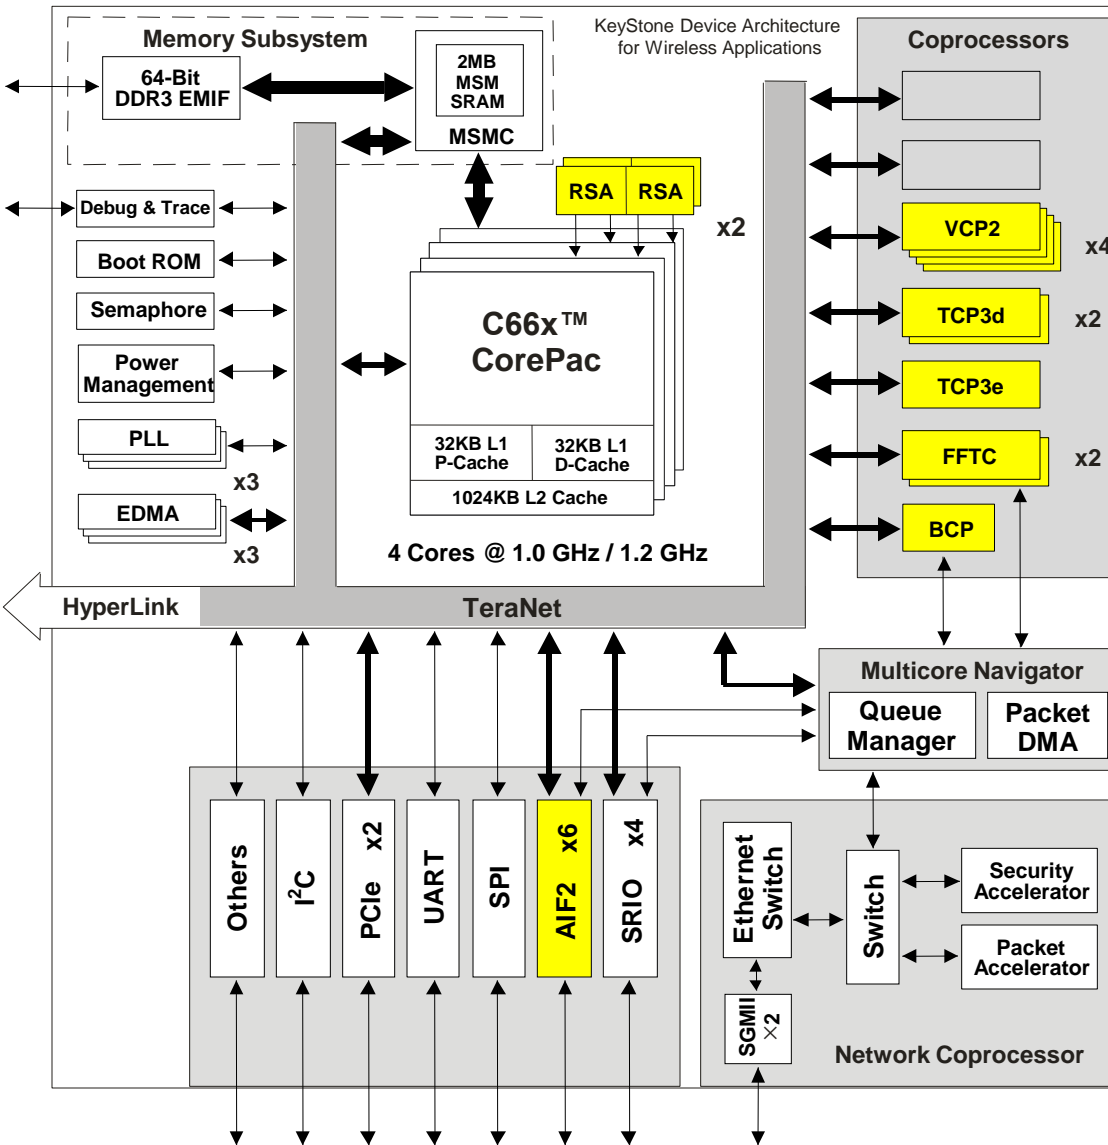 KeyStone Device Architecture
for Wireless Applications
Memory Subsystem
64-Bit
DDR3 EMIF
2MB
MSM
SRAM
MSMC
Coprocessors
RSA
RSA
x2
VCP2
x4
TCP3d
x2
TCP3e
FFTC
x2
BCP
Debug & Trace
Boot ROM
Semaphore
Power
Management
PLL
x3
EDMA
x3
C66x™
CorePac
32KB L1
P-Cache
32KB L1
D-Cache
1024KB L2 Cache
4 Cores @ 1.0 GHz / 1.2 GHz
HyperLink
TeraNet
Multicore Navigator
Queue
Manager
Packet
DMA
Others
I²C
PCIe x2
UART
SPI
AIF2 x6
SRIO x4
Ethernet
Switch
Switch
Security
Accelerator
Packet
Accelerator
SGMII
×2
Network Coprocessor